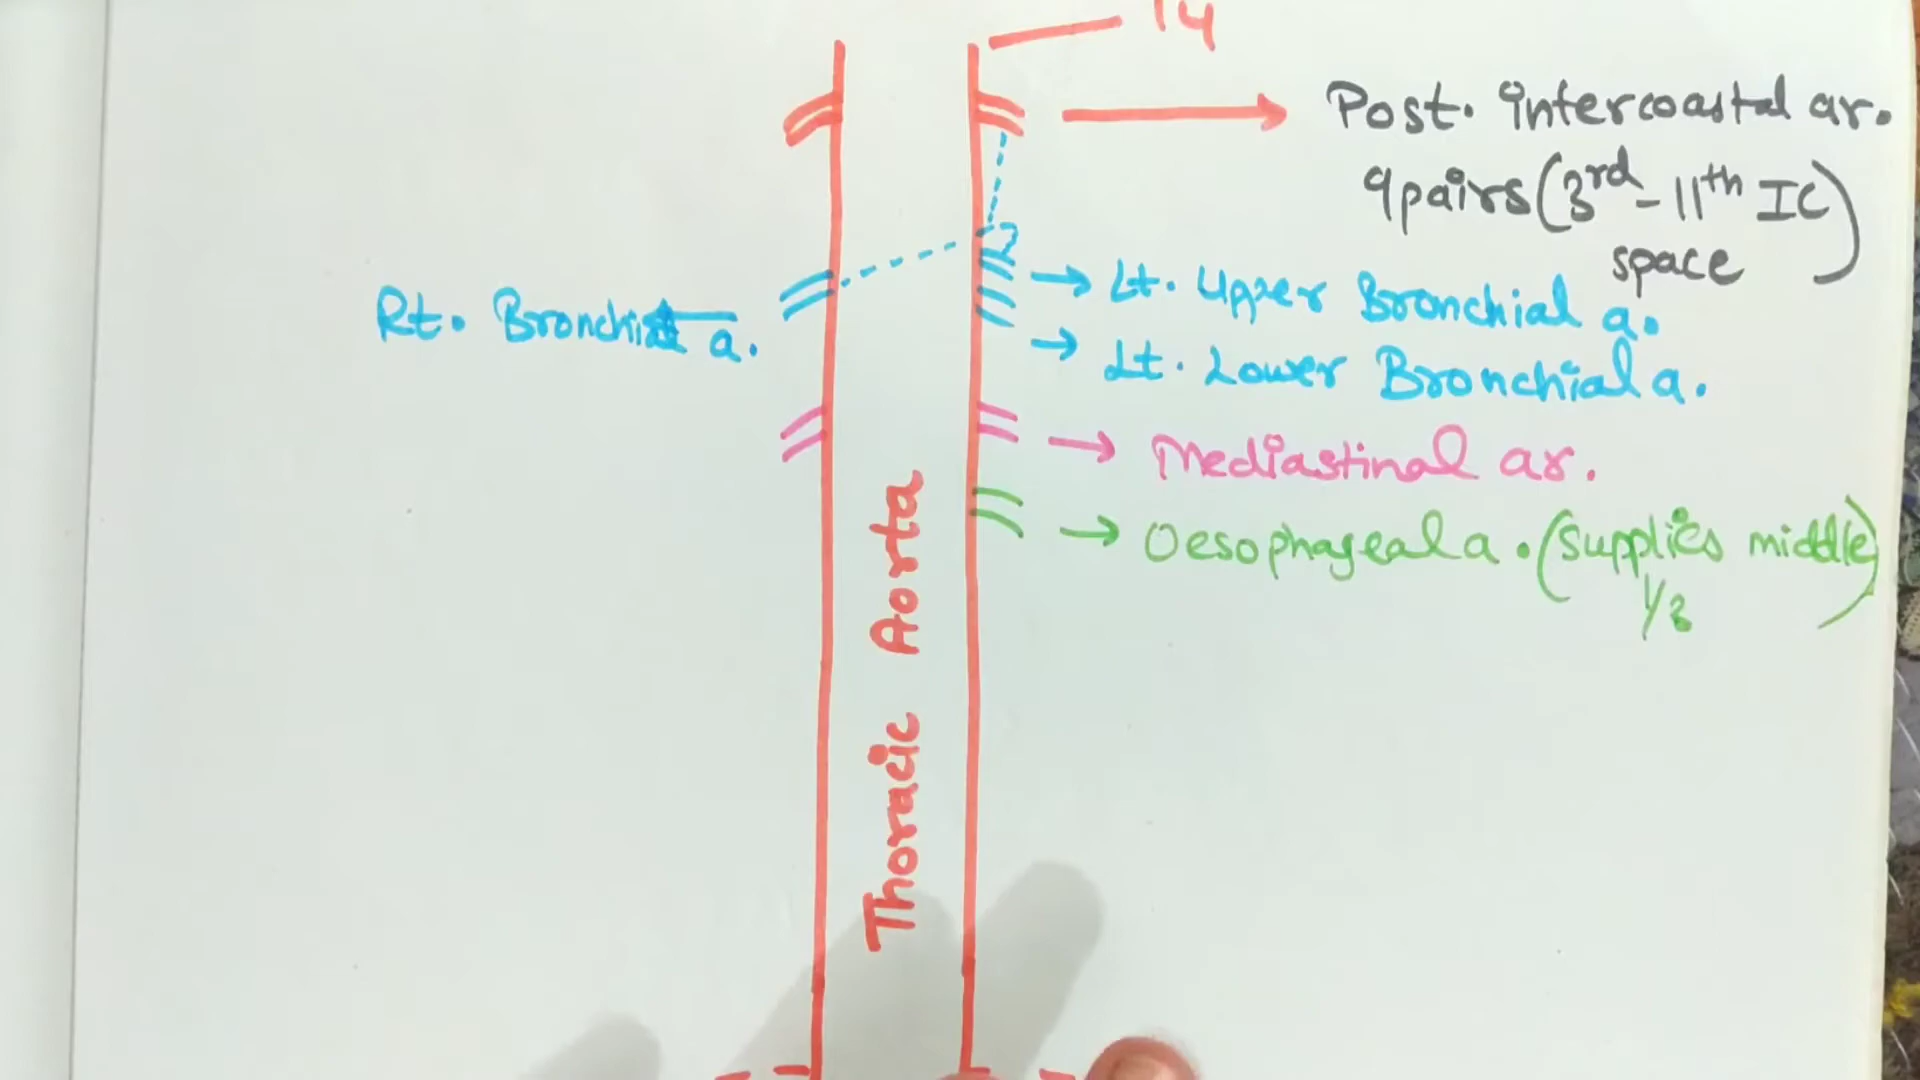 T4
Post. intercoastal ar.
9 pairs (3rd - 11th IC)
space
Rt. Bronchial a.
Lt. Upper Bronchial a.
Lt. Lower Bronchial a.
Mediastinal ar.
Oesophageal a. (supplies middle)
1/3
Thoracic Aorta